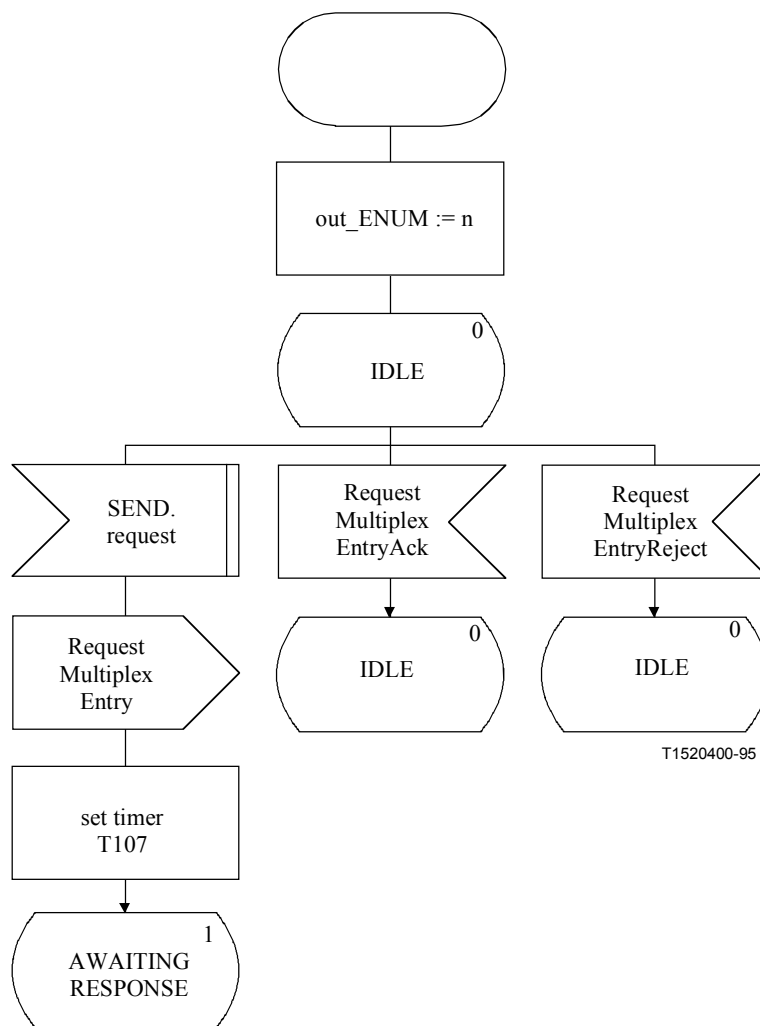 out_ENUM := n
0
IDLE
SEND.
request
Request
Multiplex
EntryAck
Request
Multiplex
EntryReject
Request
Multiplex
Entry
0
IDLE
0
IDLE
T1520400-95
set timer
T107
1
AWAITING
RESPONSE